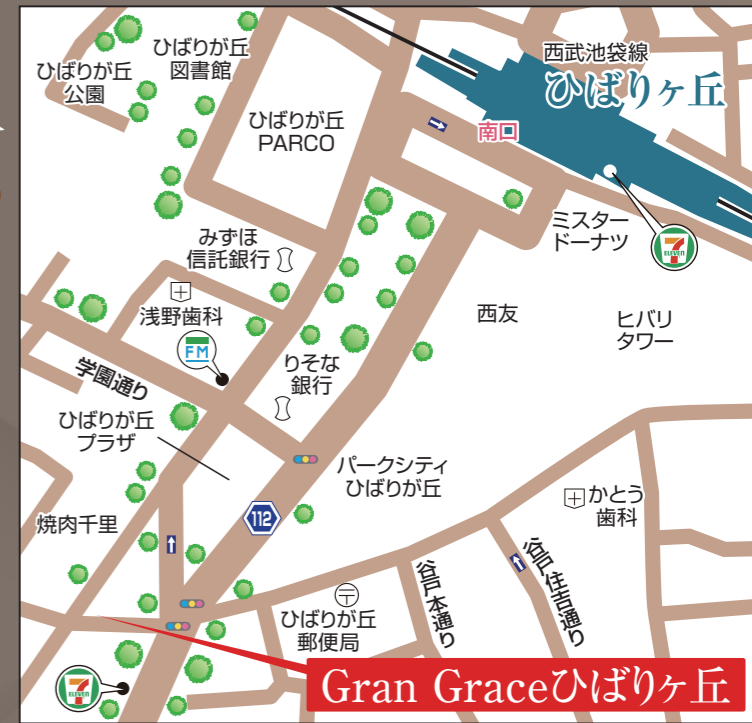 西武池袋線
ひばりヶ丘
南口
ひばりが丘
図書館
ひばりが丘
公園
ひばりが丘
PARCO
ミスター
ドーナツ
7
ELEVEN
みずほ
信託銀行
浅野歯科
FM
西友
ヒバリ
タワー
りそな
銀行
学園通り
ひばりが丘
プラザ
パークシティ
ひばりが丘
112
かとう
歯科
焼肉千里
谷戸本通り
谷戸住吉通り
ひばりが丘
郵便局
7
ELEVEN
Gran Graceひばりヶ丘